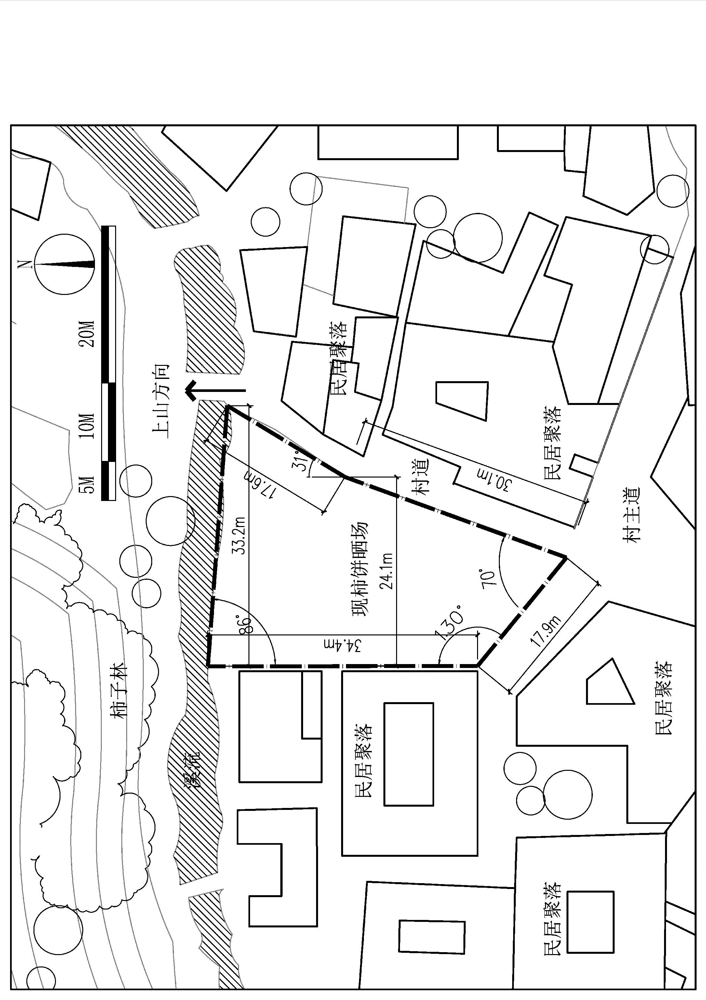 N
5M 10M 20M
上山方向
柿子林
溪流
33.2m
86°
17.6m
31°
34.4m
现柿饼晒场
24.1m
民居聚落
村道
30.1m
130°
70°
17.9m
民居聚落
民居聚落
村主道
民居聚落
民居聚落